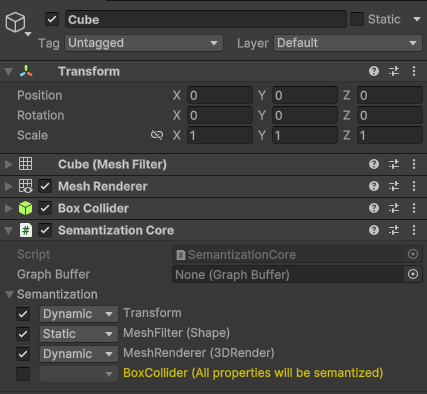 Cube
Static
Tag Untagged Layer Default
Transform
Position X 0 Y 0 Z 0
Rotation X 0 Y 0 Z 0
Scale X 1 Y 1 Z 1
Cube (Mesh Filter)
Mesh Renderer
Box Collider
# Semantization Core
Script # SemantizationCore
Graph Buffer None (Graph Buffer)
Semantization
Dynamic Transform
Static MeshFilter (Shape)
Dynamic MeshRenderer (3DRender)
BoxCollider (All properties will be semantized)